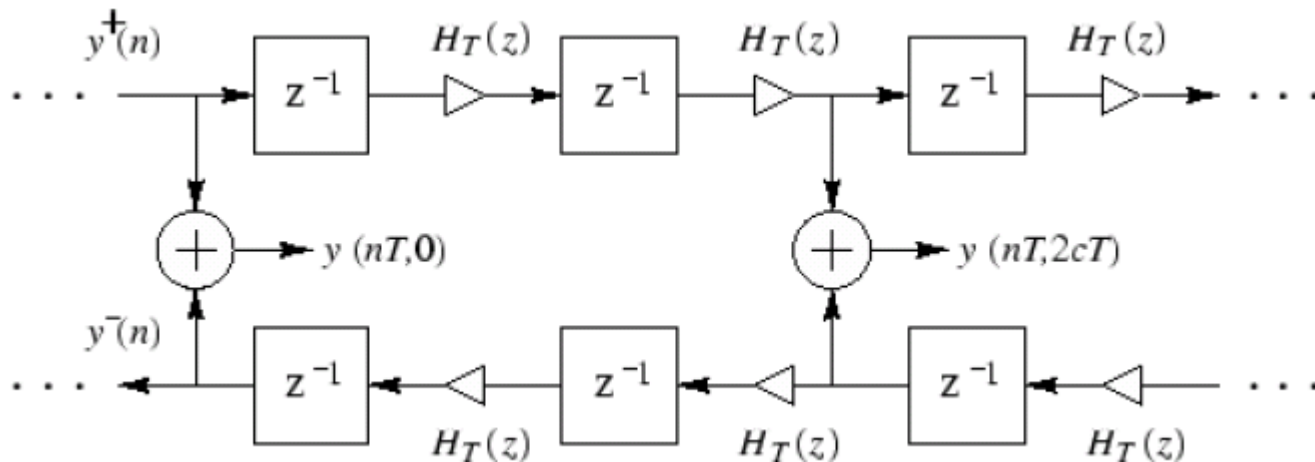 y⁺(n) H_T(z) H_T(z) H_T(z)
. . . z⁻¹ z⁻¹ z⁻¹ . . .
+ y (nT,0) + y (nT,2cT)
y⁻(n)
. . . z⁻¹ z⁻¹ z⁻¹ . . .
H_T(z) H_T(z) H_T(z)